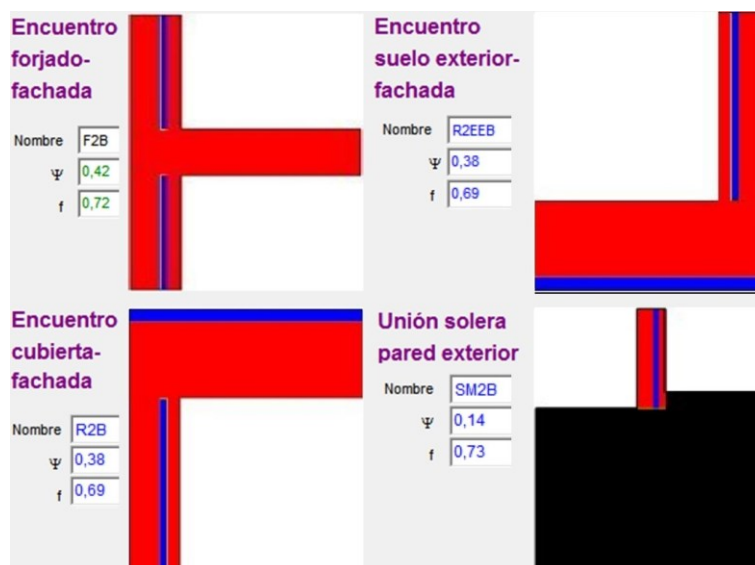 Encuentro
forjado-
fachada
Nombre F2B
Ψ 0,42
f 0,72
Encuentro
suelo exterior-
fachada
Nombre R2EEB
Ψ 0,38
f 0,69
Encuentro
cubierta-
fachada
Nombre R2B
Ψ 0,38
f 0,69
Unión solera
pared exterior
Nombre SM2B
Ψ 0,14
f 0,73